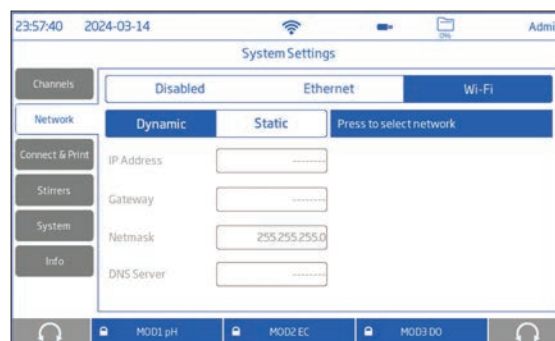 23:57:40 2024-03-14 0% Admi
System Settings
Channels
Disabled Ethernet Wi-Fi
Network
Dynamic Static Press to select network
Connect & Print
IP Address --------
Stirrers
Gateway --------
System
Netmask 255.255.255.0
Info
DNS Server --------
MOD1 pH MOD2 EC MOD3 DO